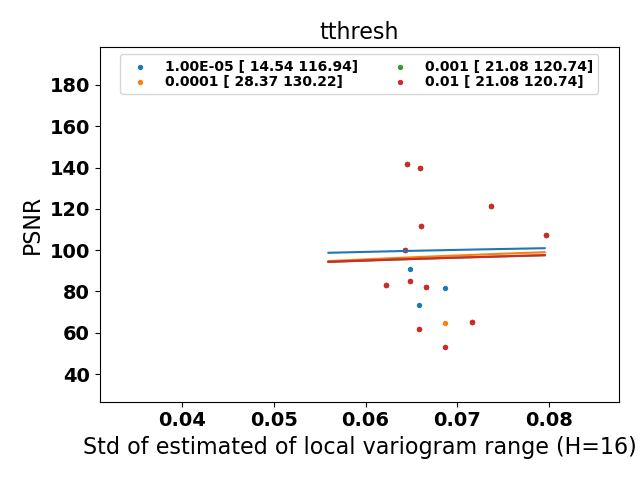 tthresh
1.00E-05 [ 14.54 116.94]
0.0001 [ 28.37 130.22]
0.001 [ 21.08 120.74]
0.01 [ 21.08 120.74]
PSNR
180
160
140
120
100
80
60
40
0.04 0.05 0.06 0.07 0.08
Std of estimated of local variogram range (H=16)